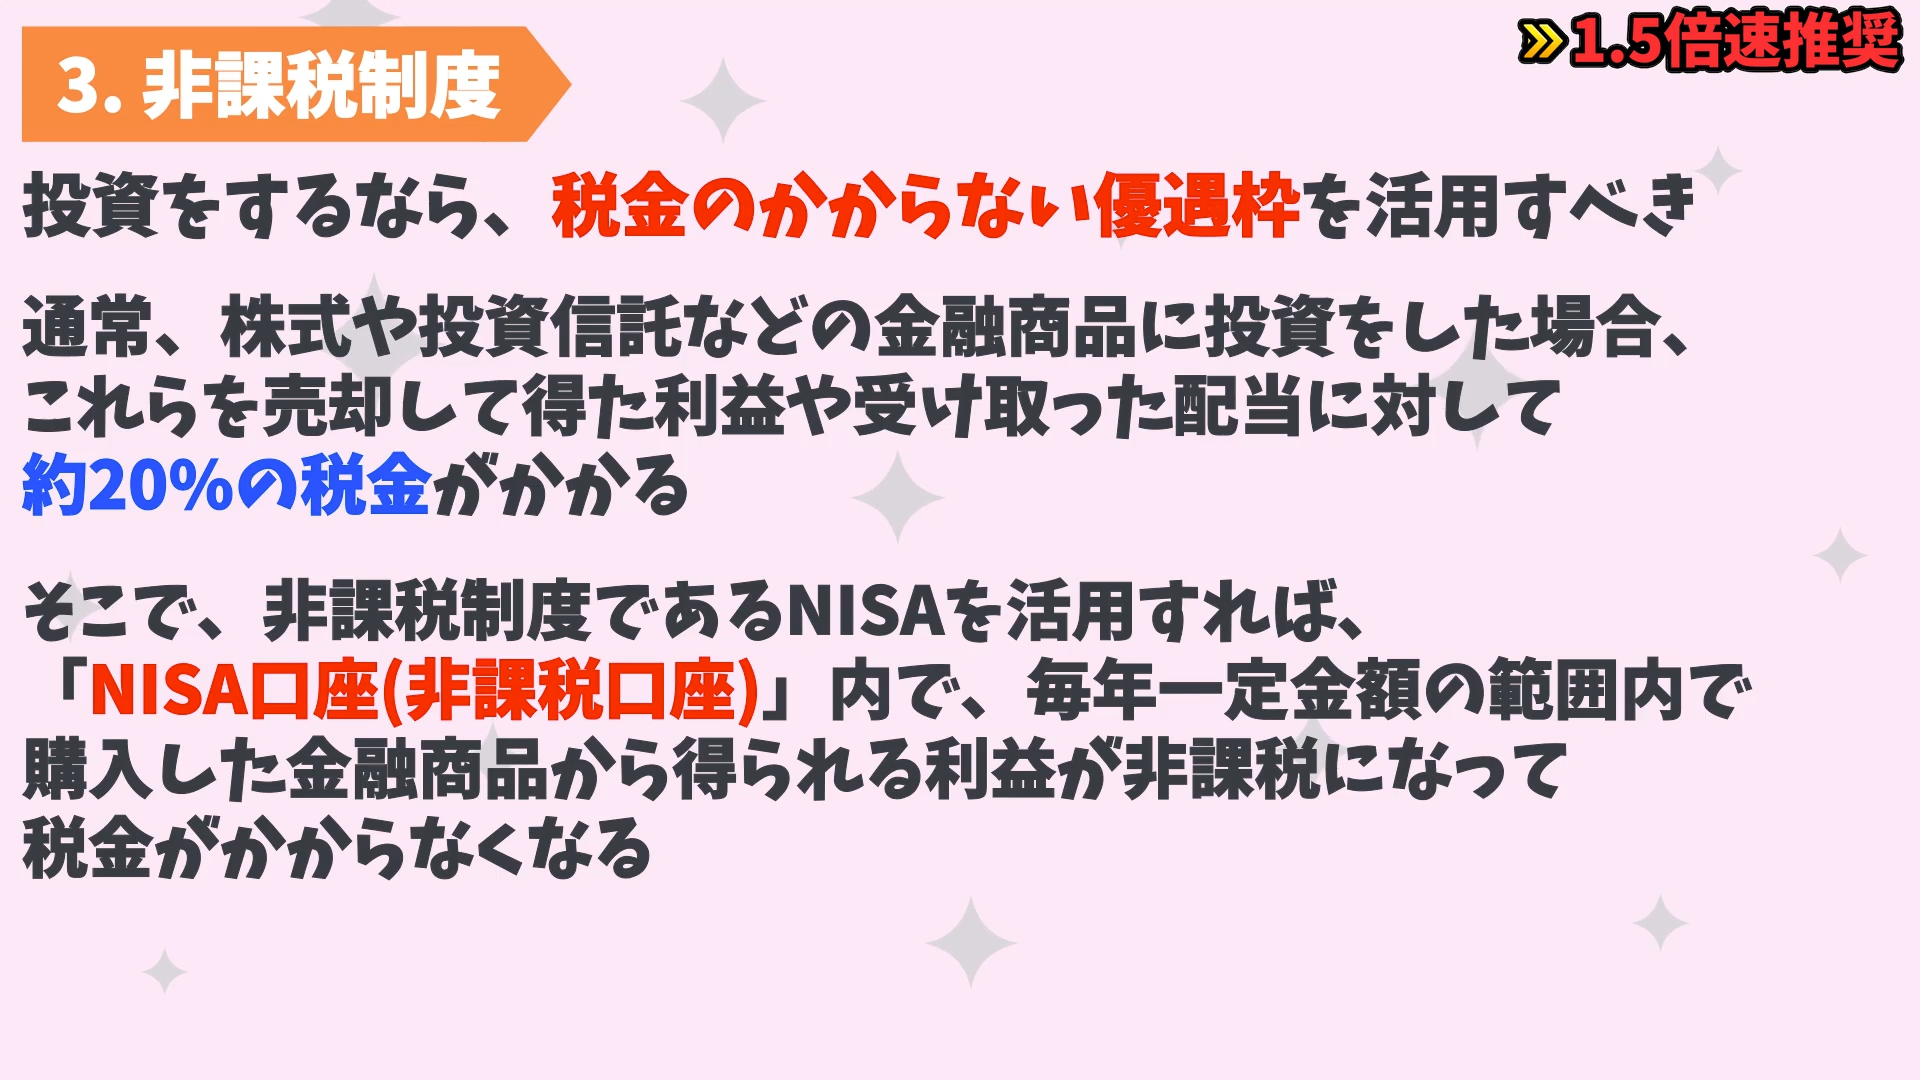 3. 非課税制度
1.5倍速推奨
投資をするなら、税金のかからない優遇枠を活用すべき
通常、株式や投資信託などの金融商品に投資をした場合、
これらを売却して得た利益や受け取った配当に対して
約20%の税金がかかる
そこで、非課税制度であるNISAを活用すれば、
「NISA口座(非課税口座)」内で、毎年一定金額の範囲内で
購入した金融商品から得られる利益が非課税になって
税金がかからなくなる